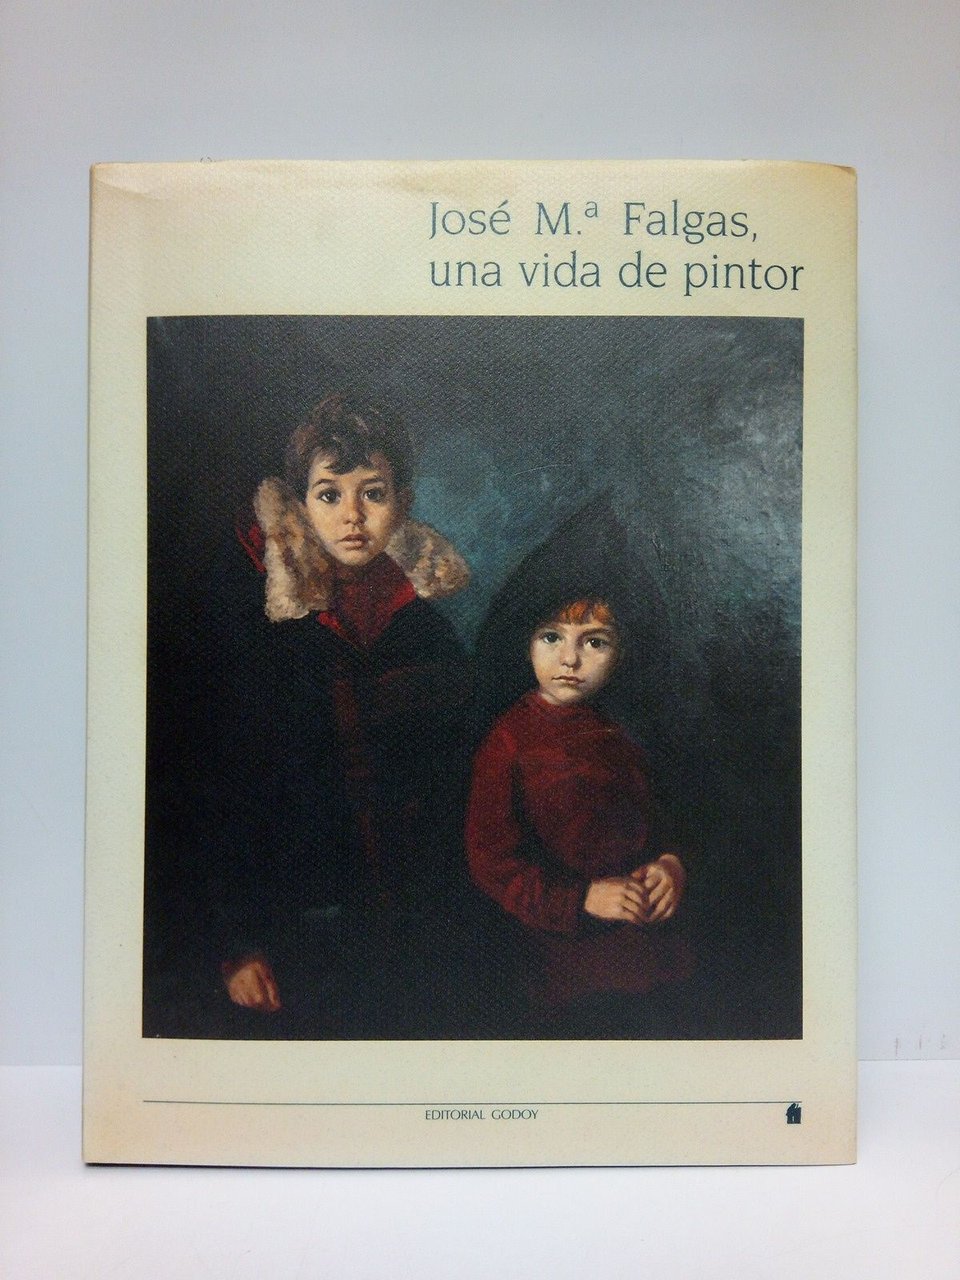 José M.ª Falgas,
una vida de pintor
EDITORIAL GODOY